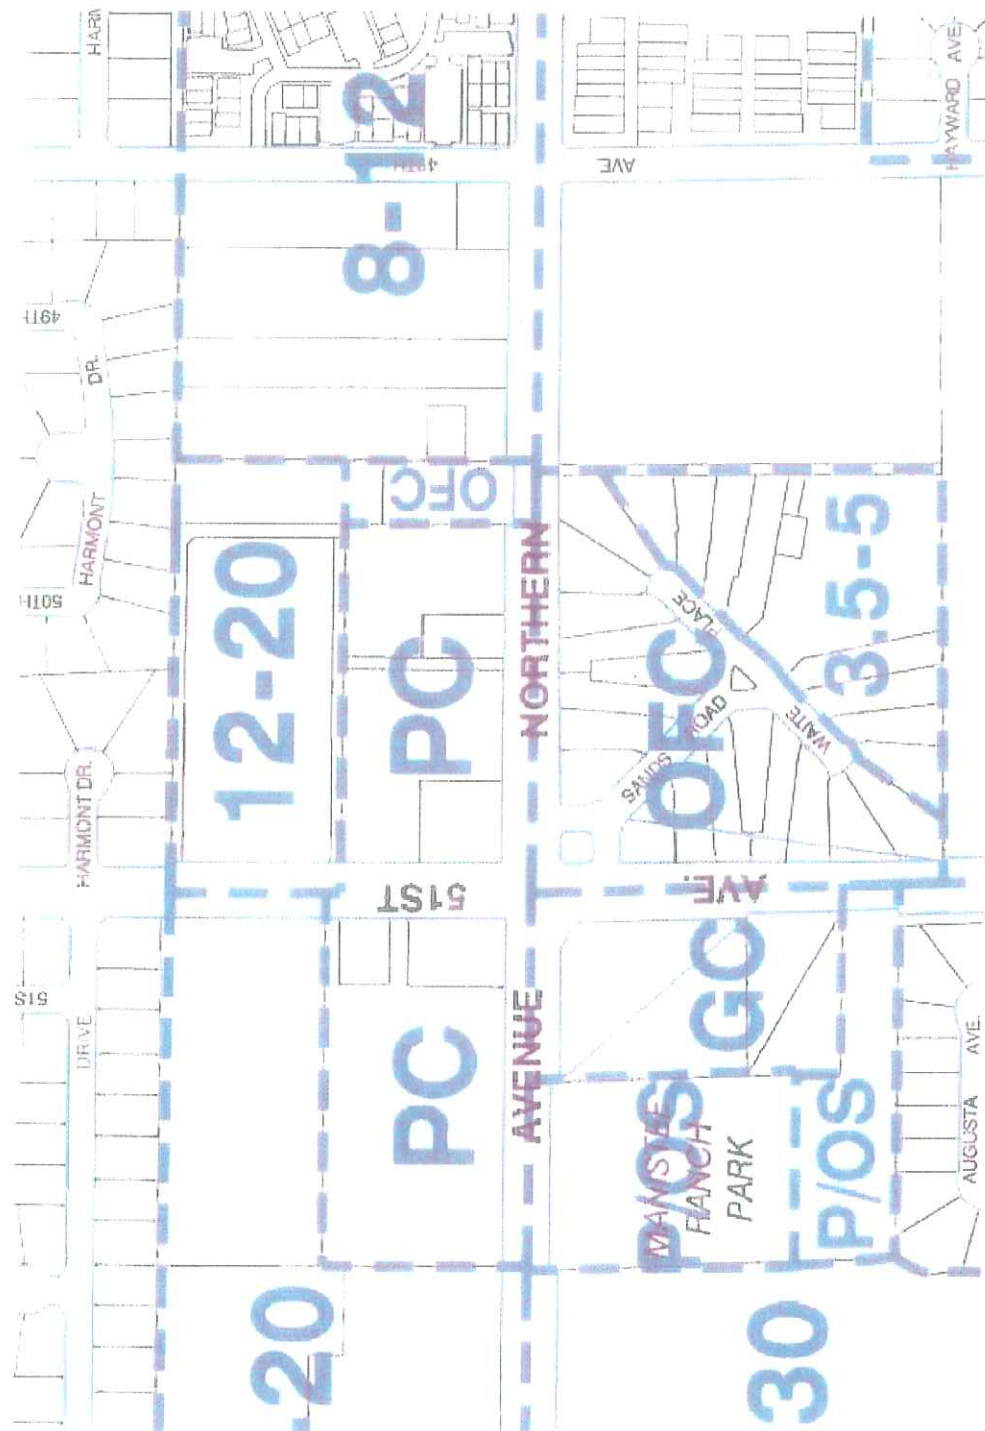 HARM
HAYWARD AVE.
8-12
49TH
AVE
49TH
DR.
HARMONT
50TH
OFC
12-20
PC
NORTHERN
3.5-5
PLACE
OFC
SANDS ROAD
WAITE
HARMONT DR.
51ST
AVE.
51S
DRIVE
PC
AVENUE
GC
P/OS
MANISTEE
RANCH
PARK
P/OS
AUGUSTA AVE.
-20
30